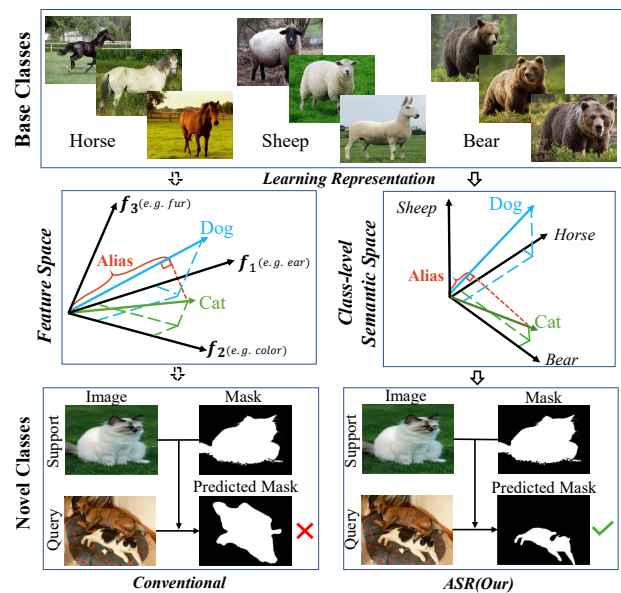 Base Classes
Horse
Sheep
Bear
Learning Representation
Feature Space
f3(e.g. fur)
Dog
Alias
f1(e.g. ear)
Cat
f2(e.g. color)
Class-level
Semantic Space
Sheep
Dog
Horse
Alias
Cat
Bear
Novel Classes
Image
Mask
Support
Predicted Mask
Query
Conventional
Image
Mask
Support
Predicted Mask
Query
ASR(Our)